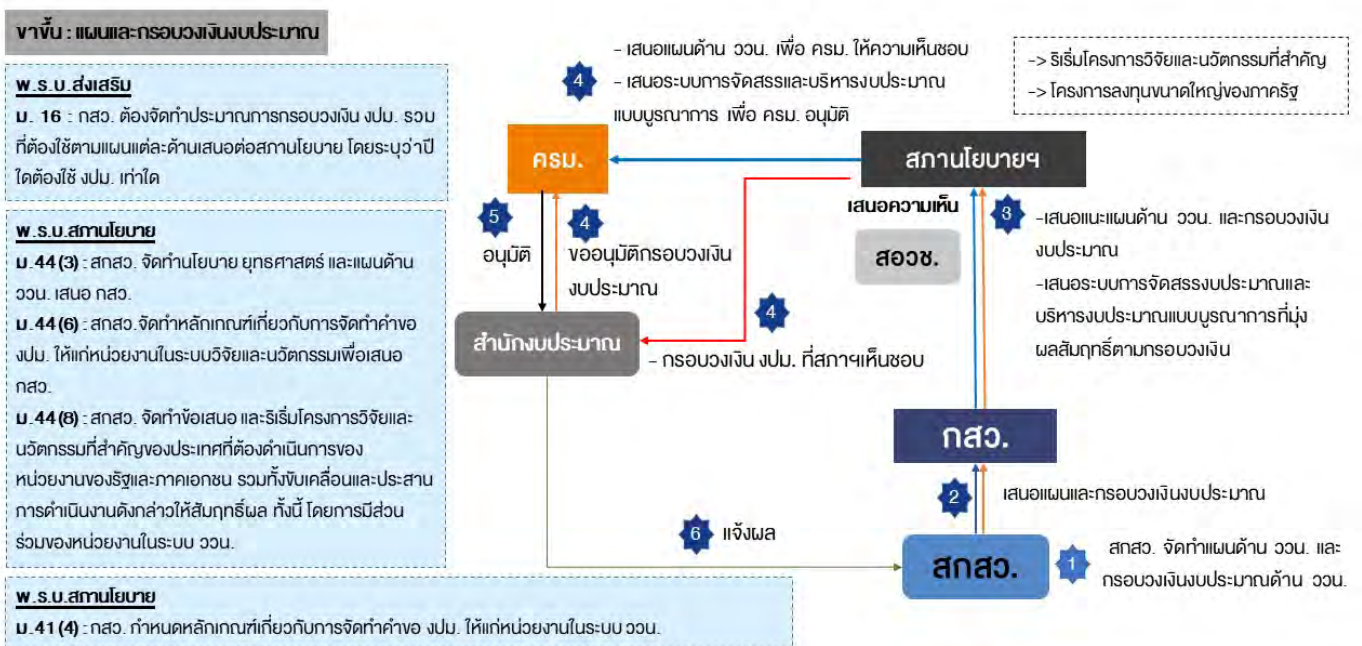 ขาขึ้น : แผนและกรอบวงเงินงบประมาณ
พ.ร.บ.ส่งเสริม
ม. 16 : กสว. ต้องจัดทำประมาณการกรอบวงเงิน งปม. รวม
ที่ต้องใช้ตามแผนแต่ละด้านเสนอต่อสภานโยบาย โดยระบุว่าปี
ใดต้องใช้ งปม. เท่าใด
พ.ร.บ.สภานโยบาย
ม.44(3) : สกสว. จัดทำนโยบาย ยุทธศาสตร์ และแผนด้าน
ววน. เสนอ กสว.
ม.44(6) : สกสว.จัดทำหลักเกณฑ์เกี่ยวกับการจัดทำคำขอ
งปม. ให้แก่หน่วยงานในระบบวิจัยและนวัตกรรมเพื่อเสนอ
กสว.
ม.44(8) : สกสว. จัดทำข้อเสนอ และริเริ่มโครงการวิจัยและ
นวัตกรรมที่สำคัญของประเทศที่ต้องดำเนินการของ
หน่วยงานของรัฐและภาคเอกชน รวมทั้งขับเคลื่อนและประสาน
การดำเนินงานดังกล่าวให้สัมฤทธิ์ผล ทั้งนี้ โดยการมีส่วน
ร่วมของหน่วยงานในระบบ ววน.
พ.ร.บ.สภานโยบาย
ม.41(4) : กสว. กำหนดหลักเกณฑ์เกี่ยวกับการจัดทำคำขอ งปม. ให้แก่หน่วยงานในระบบ ววน.
4
- เสนอแผนด้าน ววน. เพื่อ ครม. ให้ความเห็นชอบ
- เสนอระบบการจัดสรรและบริหารงบประมาณ
แบบบูรณาการ เพื่อ ครม. อนุมัติ
-> ริเริ่มโครงการวิจัยและนวัตกรรมที่สำคัญ
-> โครงการลงทุนขนาดใหญ่ของภาครัฐ
ครม.
สภานโยบายฯ
เสนอความเห็น
สอวช.
3
-เสนอแนะแผนด้าน ววน. และกรอบวงเงิน
งบประมาณ
-เสนอระบบการจัดสรรงบประมาณและ
บริหารงบประมาณแบบบูรณาการที่มุ่ง
ผลสัมฤทธิ์ตามกรอบวงเงิน
5
อนุมัติ
4
ขออนุมัติกรอบวงเงิน
งบประมาณ
4
สำนักงบประมาณ
- กรอบวงเงิน งปม. ที่สภาฯเห็นชอบ
กสว.
2
เสนอแผนและกรอบวงเงินงบประมาณ
6
แจ้งผล
สกสว.
1
สกสว. จัดทำแผนด้าน ววน. และ
กรอบวงเงินงบประมาณด้าน ววน.